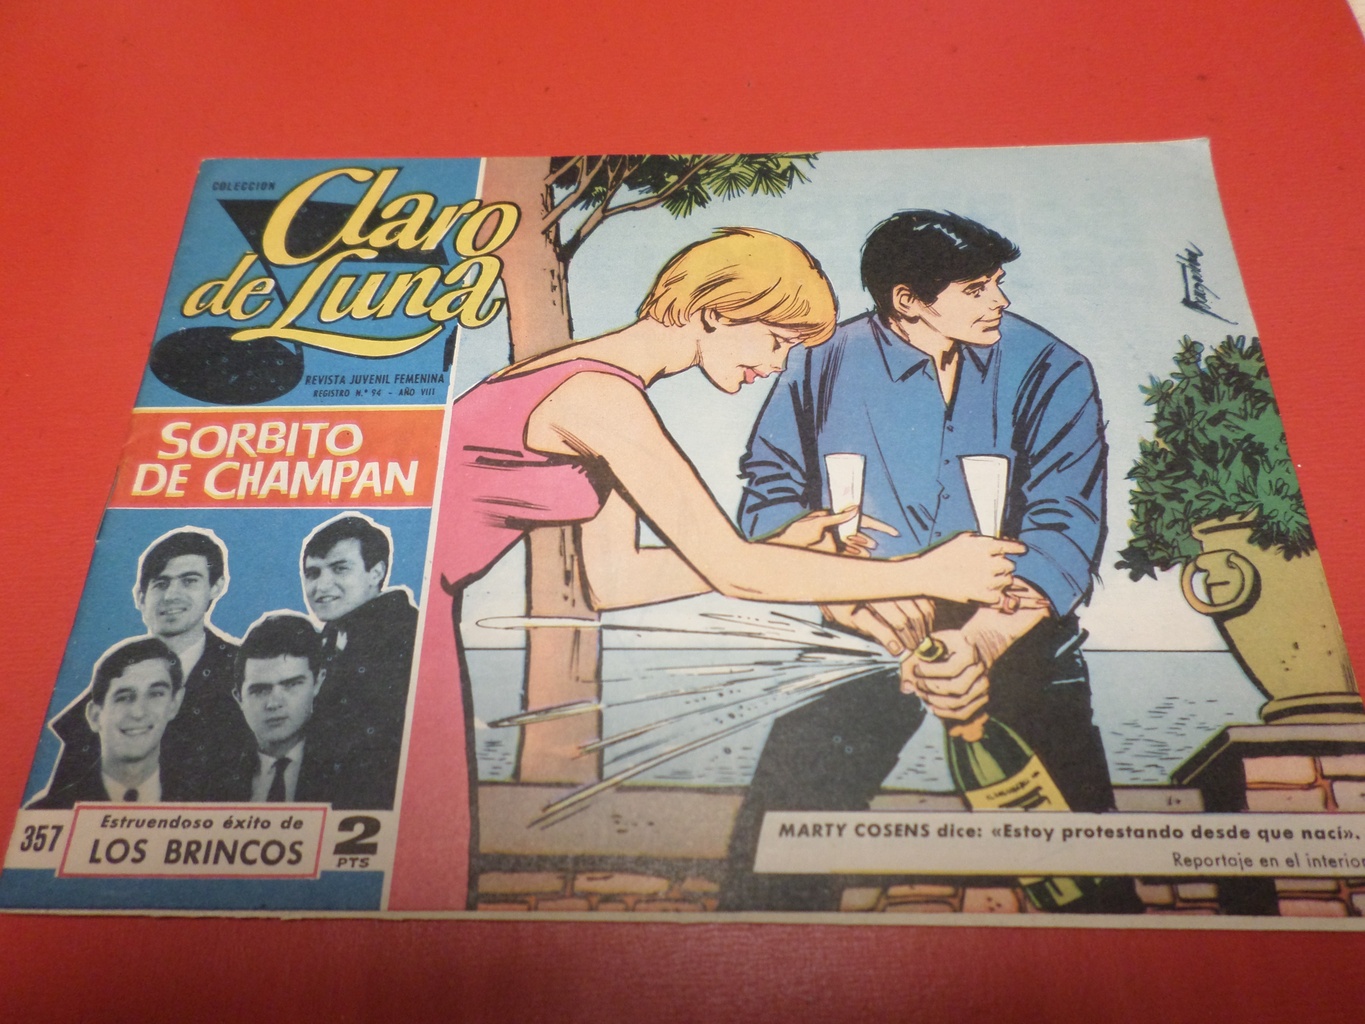 COLECCION
Claro
de Luna
REVISTA JUVENIL FEMENINA
REGISTRO N.º 94 - AÑO VIII
SORBITO
DE CHAMPAN
357
Estruendoso éxito de
LOS BRINCOS
2
PTS
MARTY COSENS dice: «Estoy protestando desde que nací».
Reportaje en el interior